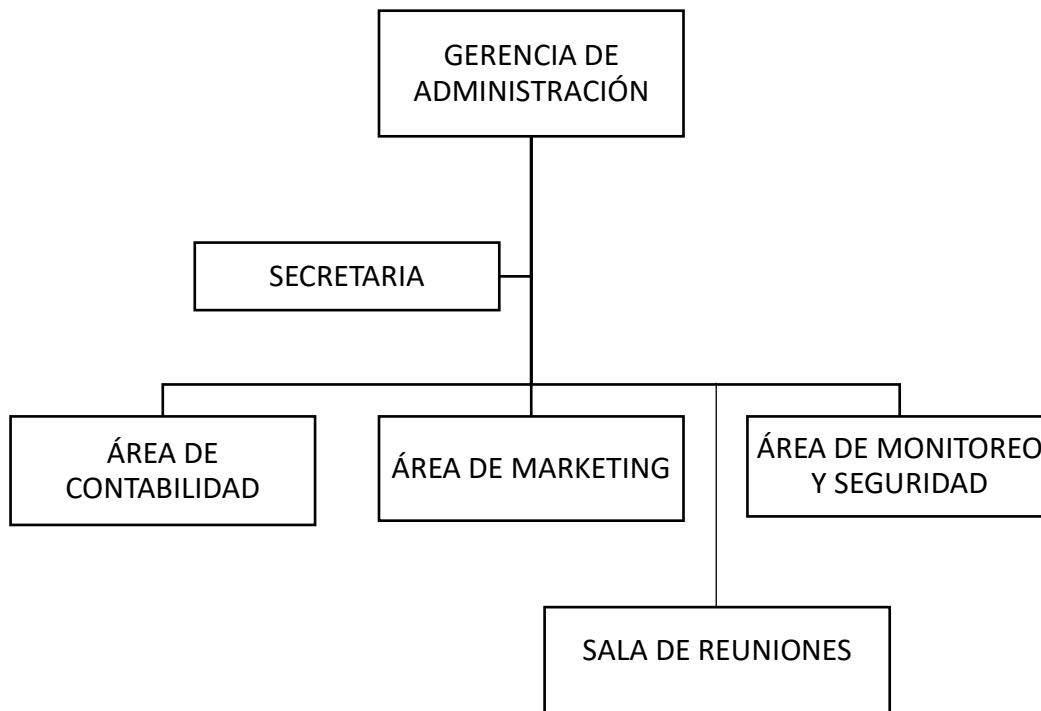 GERENCIA DE
ADMINISTRACIÓN
SECRETARIA
ÁREA DE
CONTABILIDAD
ÁREA DE MARKETING
ÁREA DE MONITOREO
Y SEGURIDAD
SALA DE REUNIONES